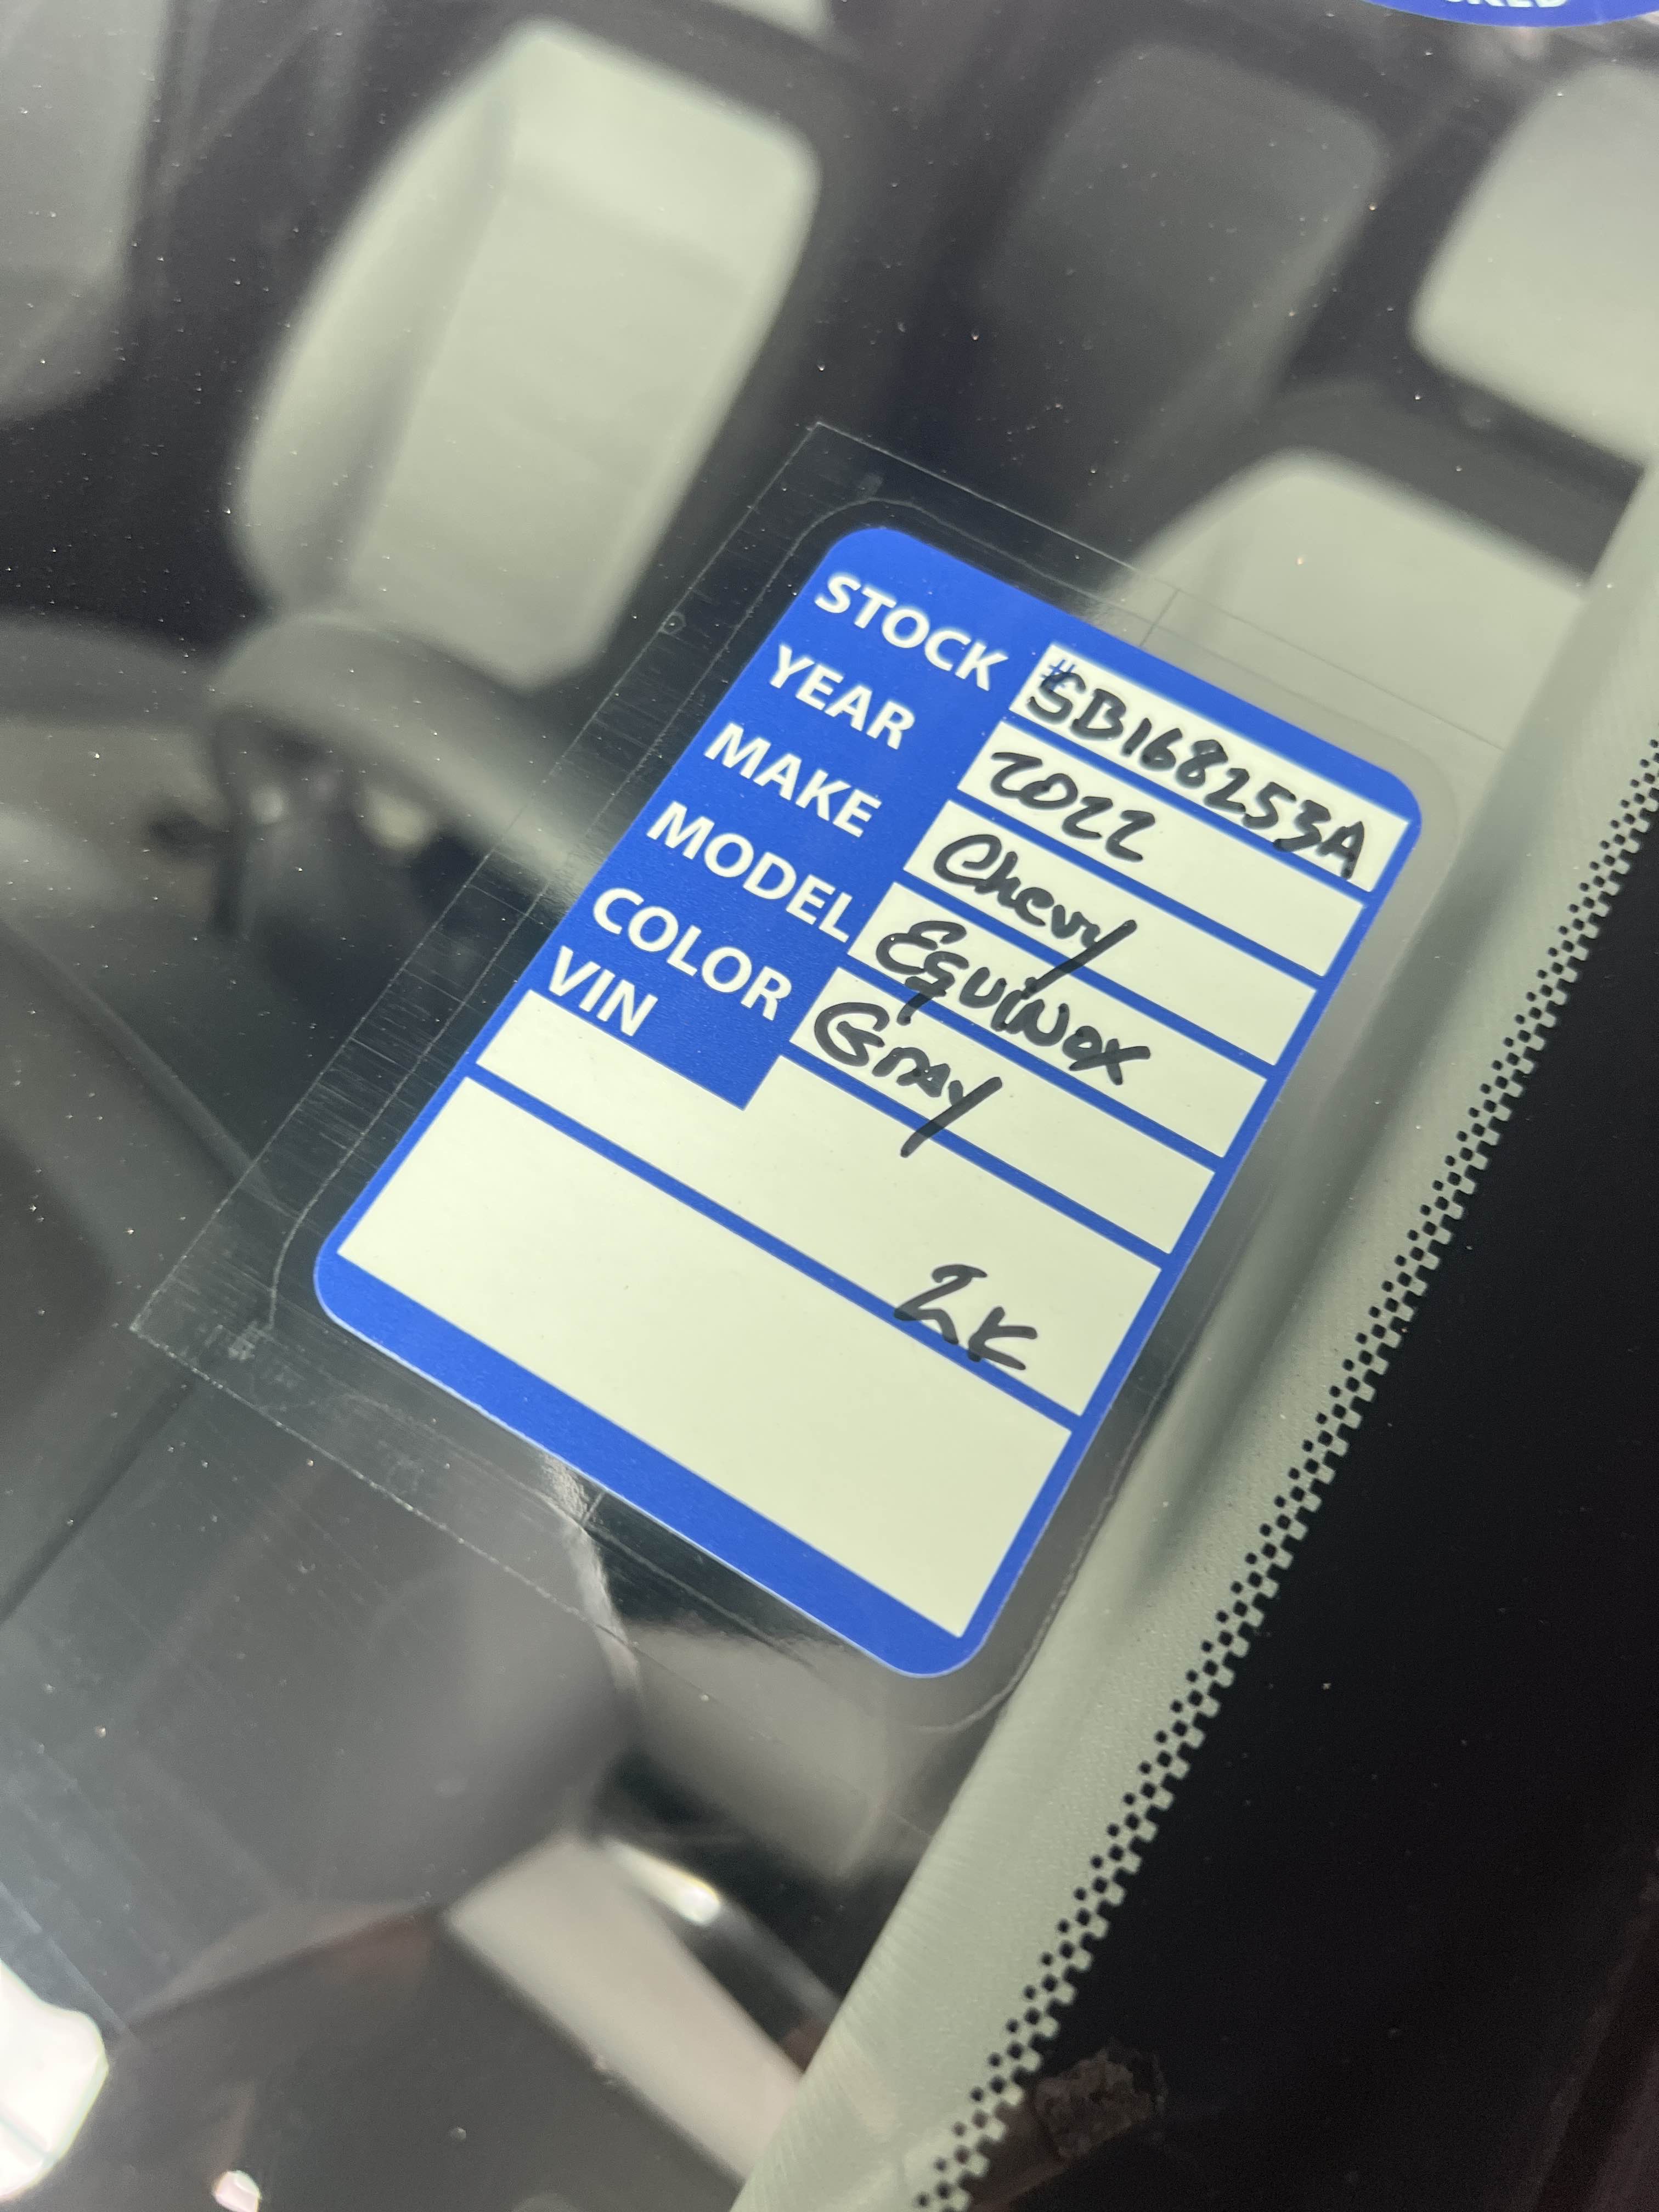 STOCK #SB168253A
YEAR 2022
MAKE Chevy
MODEL EQUINOX
COLOR GRAY
VIN
2K